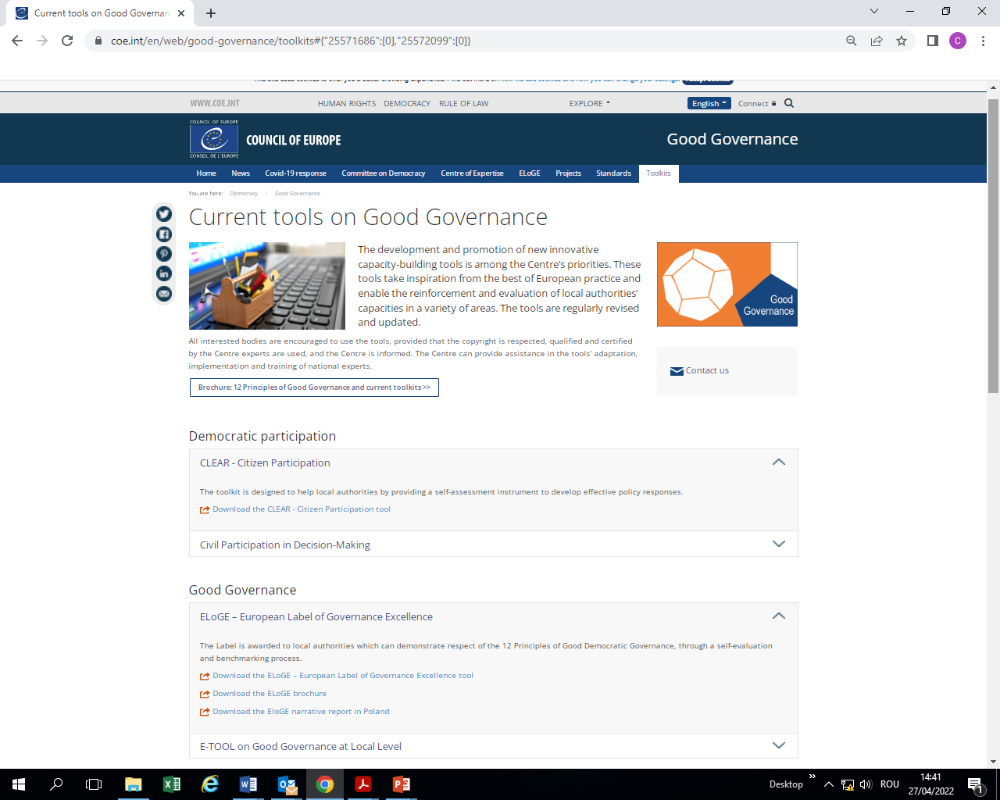 Current tools on Good Governan
coe.int/en/web/good-governance/toolkits#{"25571686":[0],"25572099":[0]}
C
WWW.COE.INT
HUMAN RIGHTS DEMOCRACY RULE OF LAW
EXPLORE
English
Connect
COUNCIL OF EUROPE
CONSEIL DE L'EUROPE
COUNCIL OF EUROPE
Good Governance
Home News Covid-19 response Committee on Democracy Centre of Expertise ELoGE Projects Standards Toolkits
You are here: Democracy Good Governance
Current tools on Good Governance
The development and promotion of new innovative
capacity-building tools is among the Centre’s priorities. These
tools take inspiration from the best of European practice and
enable the reinforcement and evaluation of local authorities’
capacities in a variety of areas. The tools are regularly revised
and updated.
Good
Governance
All interested bodies are encouraged to use the tools, provided that the copyright is respected, qualified and certified
by the Centre experts are used, and the Centre is informed. The Centre can provide assistance in the tools’ adaptation,
implementation and training of national experts.
Contact us
Brochure: 12 Principles of Good Governance and current toolkits >>
Democratic participation
CLEAR - Citizen Participation
The toolkit is designed to help local authorities by providing a self-assessment instrument to develop effective policy responses.
Download the CLEAR - Citizen Participation tool
Civil Participation in Decision-Making
Good Governance
ELoGE – European Label of Governance Excellence
The Label is awarded to local authorities which can demonstrate respect of the 12 Principles of Good Democratic Governance, through a self-evaluation
and benchmarking process.
Download the ELoGE – European Label of Governance Excellence tool
Download the ELoGE brochure
Download the EloGE narrative report in Poland
E-TOOL on Good Governance at Local Level
Desktop
ROU
14:41
27/04/2022
1